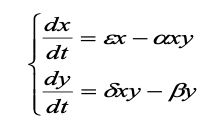 dx/dt = εx − αxy
dy/dt = δxy − βy